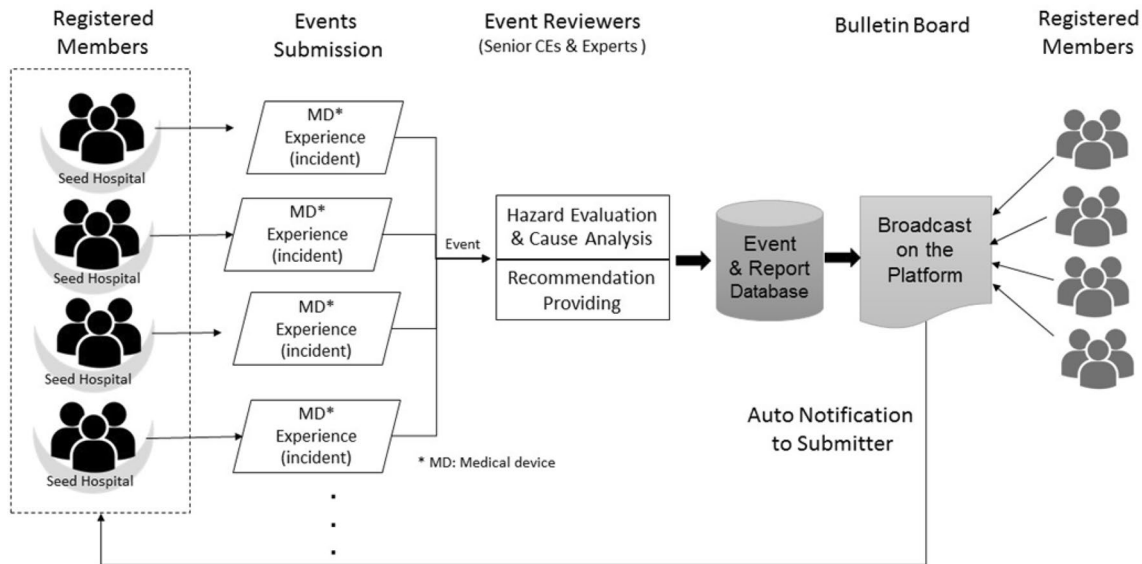 Registered
Members
Events
Submission
Event Reviewers
(Senior CEs & Experts )
Bulletin Board
Registered
Members
Seed Hospital
MD*
Experience
(incident)
Seed Hospital
MD*
Experience
(incident)
Seed Hospital
MD*
Experience
(incident)
Seed Hospital
MD*
Experience
(incident)
Event
Hazard Evaluation
& Cause Analysis
Recommendation
Providing
Event
& Report
Database
Broadcast
on the
Platform
Auto Notification
to Submitter
* MD: Medical device
.
.
.